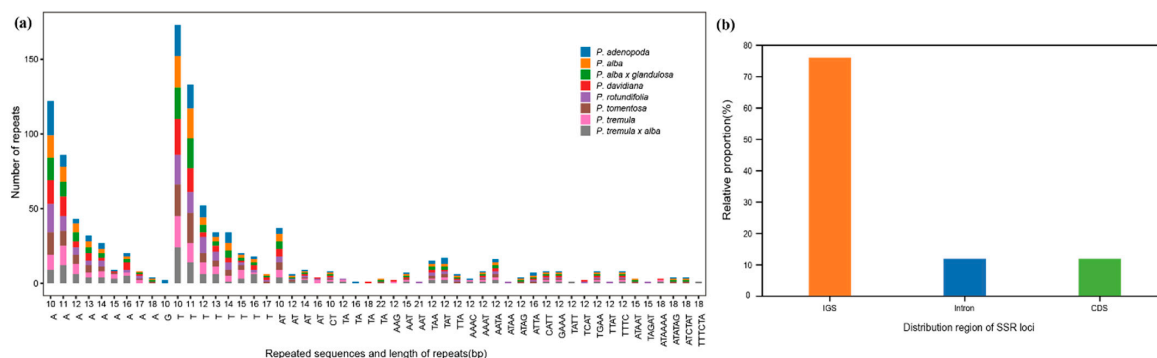 (a)
Number of repeats
150
100
50
0
P. adenopoda
P. alba
P. alba x glandulosa
P. davidiana
P. rotundifolia
P. tomentosa
P. tremula
P. tremula x alba
10 11 12 13 14 15 16 17 18 10 10 11 12 13 14 15 16 17 10 12 14 16 10 12 16 18 22 12 15 21 12 12 12 12 12 12 12 12 16 12 12 12 12 12 12 12 15 15 18 18 18 18
A A A A A A A A A G T T T T T T T T AT AT AT AT CT TA TA TA TA AAG AAT AAT TAA TAT TTA AAAC AAAT AATA ATAA ATAG ATTA CATT GAAA TATT TCAT TGAA TTAT TTTC ATAAT TAGAT ATAAAA ATATAG ATCTAT TTTCTA
Repeated sequences and length of repeats(bp)
(b)
Relative proportion(%)
80
70
60
50
40
30
20
10
0
IGS Intron CDS
Distribution region of SSR loci